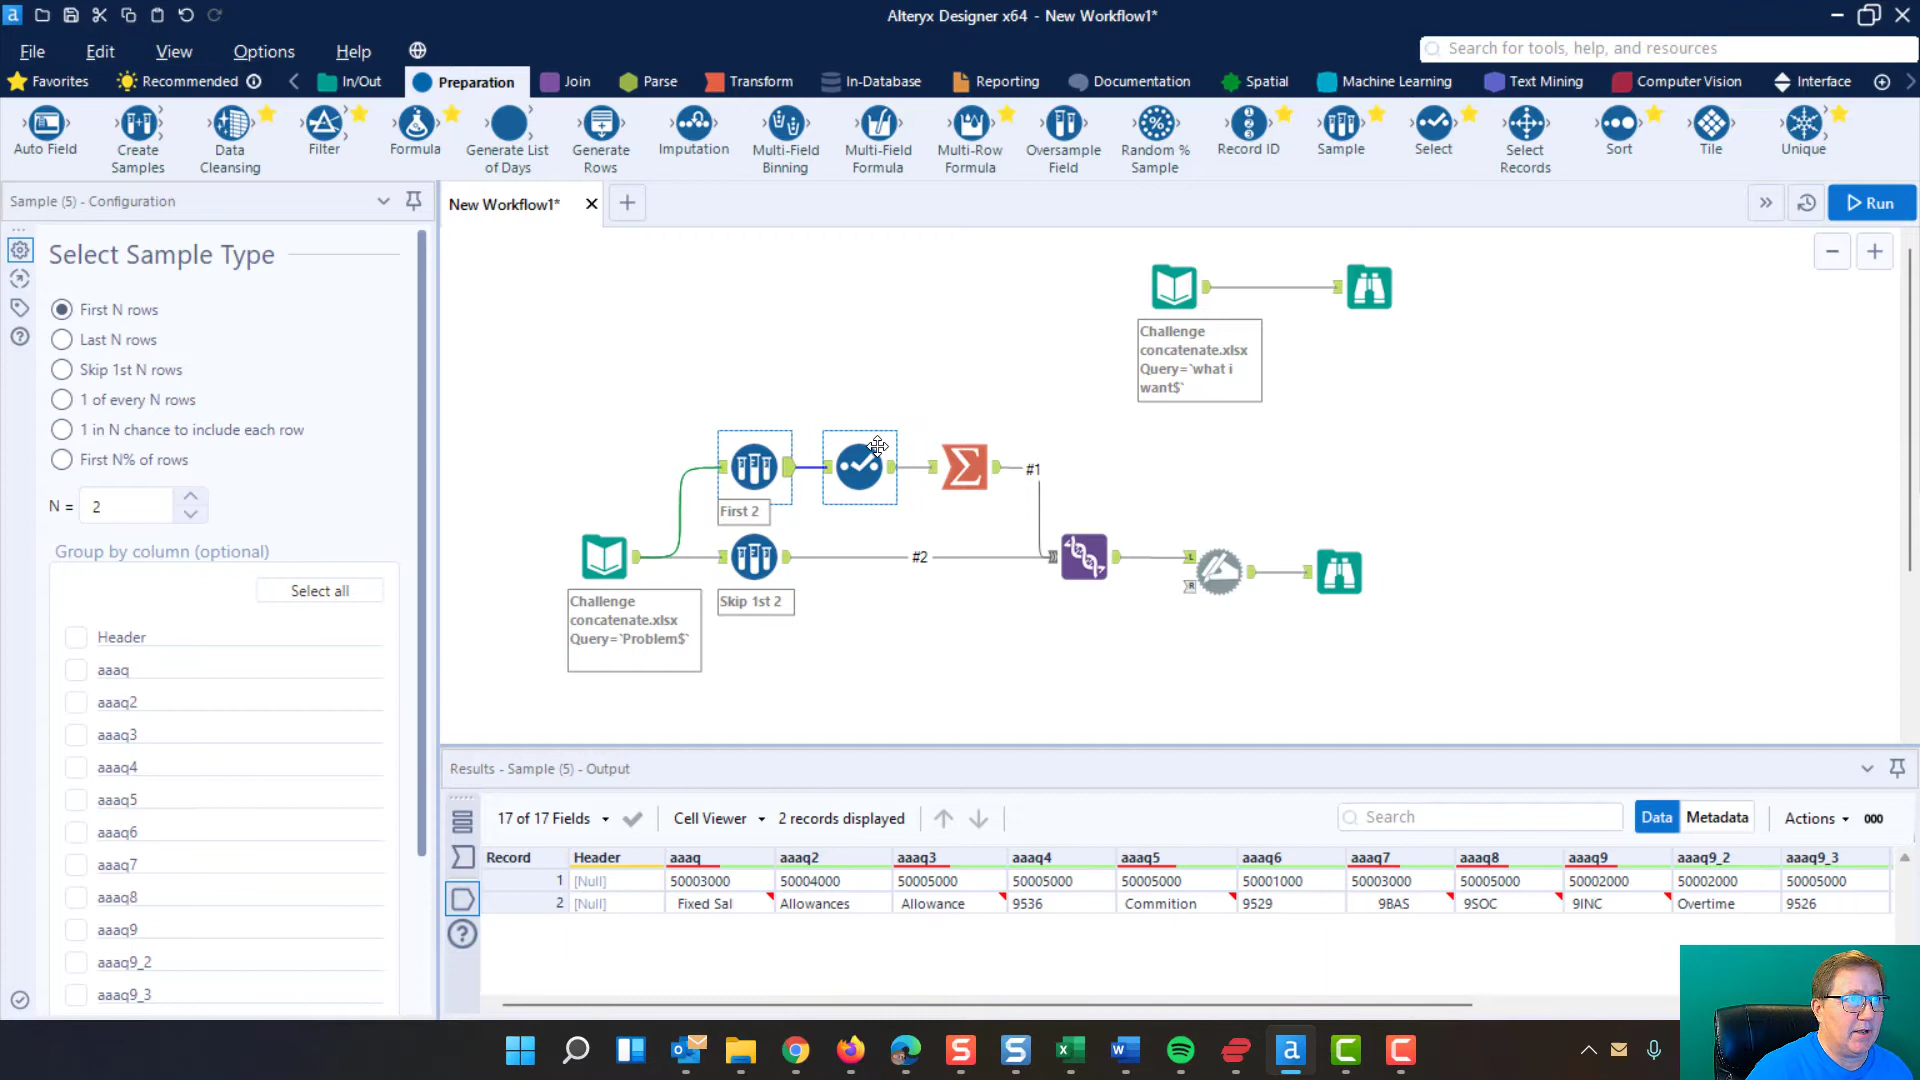 Alteryx Designer x64 - New Workflow1*
File Edit View Options Help
Search for tools, help, and resources
Favorites Recommended In/Out Preparation Join Parse Transform In-Database Reporting Documentation Spatial Machine Learning Text Mining Computer Vision Interface
Auto Field
Create Samples
Data Cleansing
Filter
Formula
Generate List of Days
Generate Rows
Imputation
Multi-Field Binning
Multi-Field Formula
Multi-Row Formula
Oversample Field
Random % Sample
Record ID
Sample
Select
Select Records
Sort
Tile
Unique
Sample (5) - Configuration
New Workflow1*
Run
Select Sample Type
First N rows
Last N rows
Skip 1st N rows
1 of every N rows
1 in N chance to include each row
First N% of rows
N = 2
Group by column (optional)
Select all
Header
aaaq
aaaq2
aaaq3
aaaq4
aaaq5
aaaq6
aaaq7
aaaq8
aaaq9
aaaq9_2
aaaq9_3
Challenge
concatenate.xlsx
Query=`what i
want$`
#1
First 2
#2
L
R
Challenge
concatenate.xlsx
Query=`Problem$`
Skip 1st 2
Results - Sample (5) - Output
17 of 17 Fields Cell Viewer 2 records displayed Search Data Metadata Actions 000
Record Header aaaq aaaq2 aaaq3 aaaq4 aaaq5 aaaq6 aaaq7 aaaq8 aaaq9 aaaq9_2 aaaq9_3
1 [Null] 50003000 50004000 50005000 50005000 50005000 50001000 50003000 50005000 50002000 50002000 50005000
2 [Null] Fixed Sal Allowances Allowance 9536 Commition 9529 9BAS 9SOC 9INC Overtime 9526